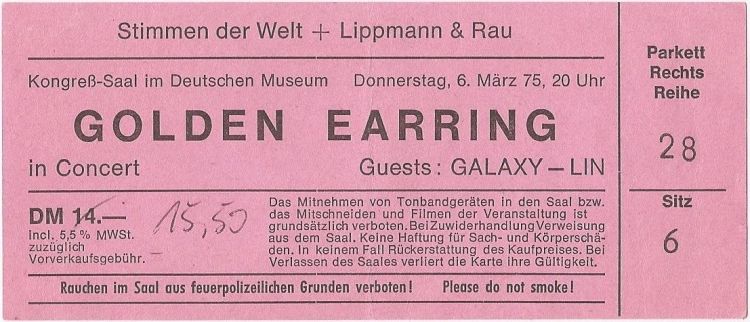 Stimmen der Welt + Lippmann & Rau
Kongreß-Saal im Deutschen Museum Donnerstag, 6. März 75, 20 Uhr
GOLDEN EARRING
in Concert Guests: GALAXY – LIN
DM 14.— 15,50
Incl. 5,5 % MWSt.
zuzüglich
Vorverkaufsgebühr.
Das Mitnehmen von Tonbandgeräten in den Saal bzw.
das Mitschneiden und Filmen der Veranstaltung ist
grundsätzlich verboten. Bei Zuwiderhandlung Verweisung
aus dem Saal. Keine Haftung für Sach- und Körperschä-
den. In keinem Fall Rückerstattung des Kaufpreises. Bei
Verlassen des Saales verliert die Karte ihre Gültigkeit.
Rauchen im Saal aus feuerpolizeilichen Grunden verboten! Please do not smoke!
Parkett
Rechts
Reihe
28
Sitz
6